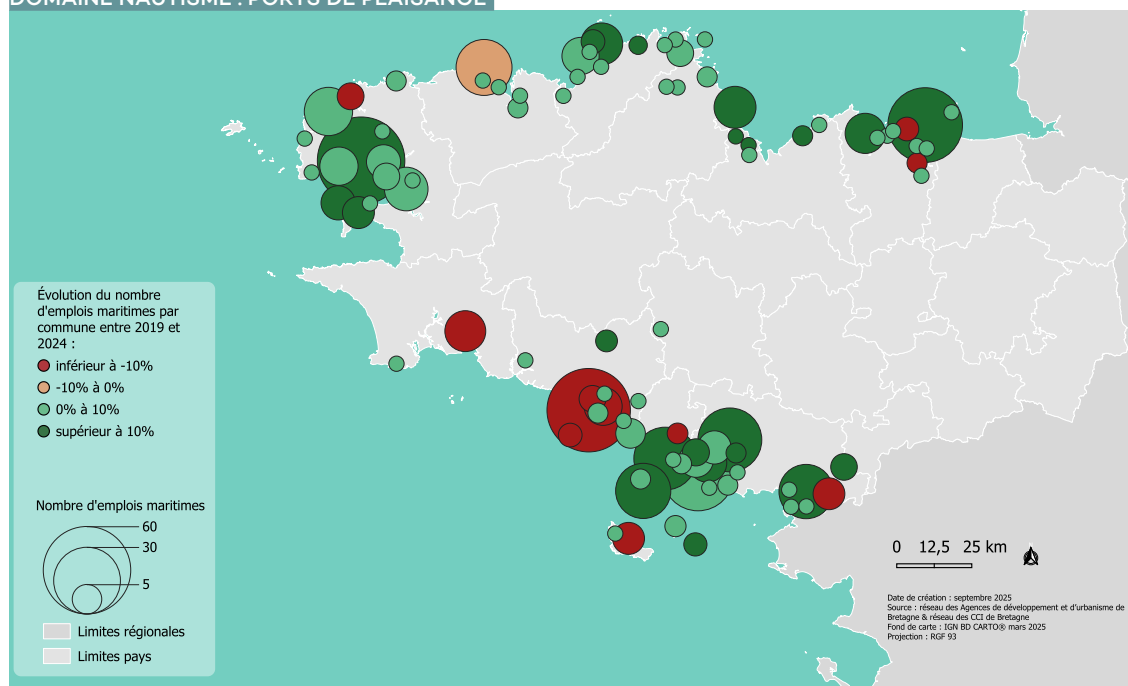 DOMAINE NAUTISME : PORTS DE PLAISANCE
Évolution du nombre
d'emplois maritimes par
commune entre 2019 et
2024 :
inférieur à -10%
-10% à 0%
0% à 10%
supérieur à 10%
Nombre d'emplois maritimes
60
30
5
Limites régionales
Limites pays
0 12,5 25 km
Date de création : septembre 2025
Source : réseau des Agences de développement et d'urbanisme de
Bretagne & réseau des CCI de Bretagne
Fond de carte : IGN BD CARTO® mars 2025
Projection : RGF 93